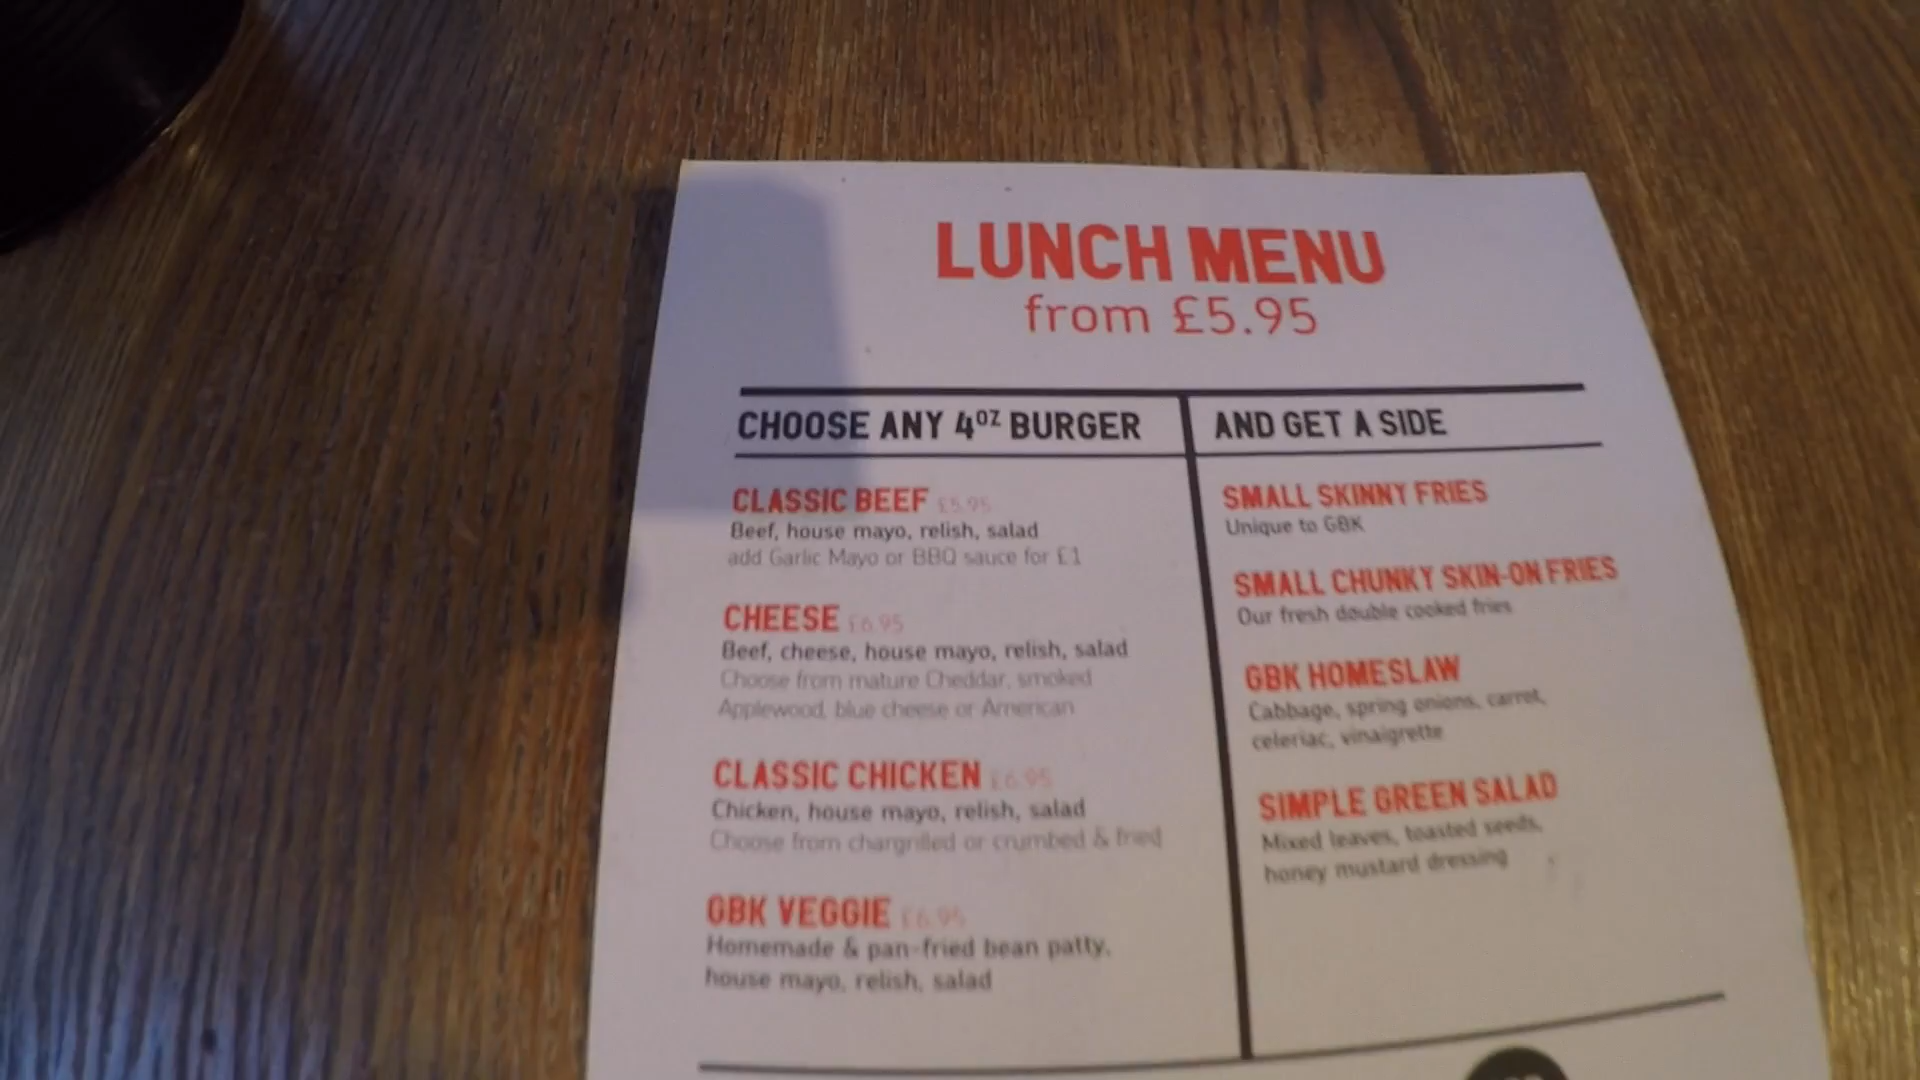 LUNCH MENU
from £5.95
CHOOSE ANY 4OZ BURGER
CLASSIC BEEF £5.95
Beef, house mayo, relish, salad
add Garlic Mayo or BBQ sauce for £1
CHEESE £6.95
Beef, cheese, house mayo, relish, salad
Choose from mature Cheddar, smoked
Applewood, blue cheese or American
CLASSIC CHICKEN £6.95
Chicken, house mayo, relish, salad
Choose from chargrilled or crumbed & fried
GBK VEGGIE £6.95
Homemade & pan-fried bean patty,
house mayo, relish, salad
AND GET A SIDE
SMALL SKINNY FRIES
Unique to GBK
SMALL CHUNKY SKIN-ON FRIES
Our fresh double cooked fries
GBK HOMESLAW
Cabbage, spring onions, carrot,
celeriac, vinaigrette
SIMPLE GREEN SALAD
Mixed leaves, toasted seeds,
honey mustard dressing